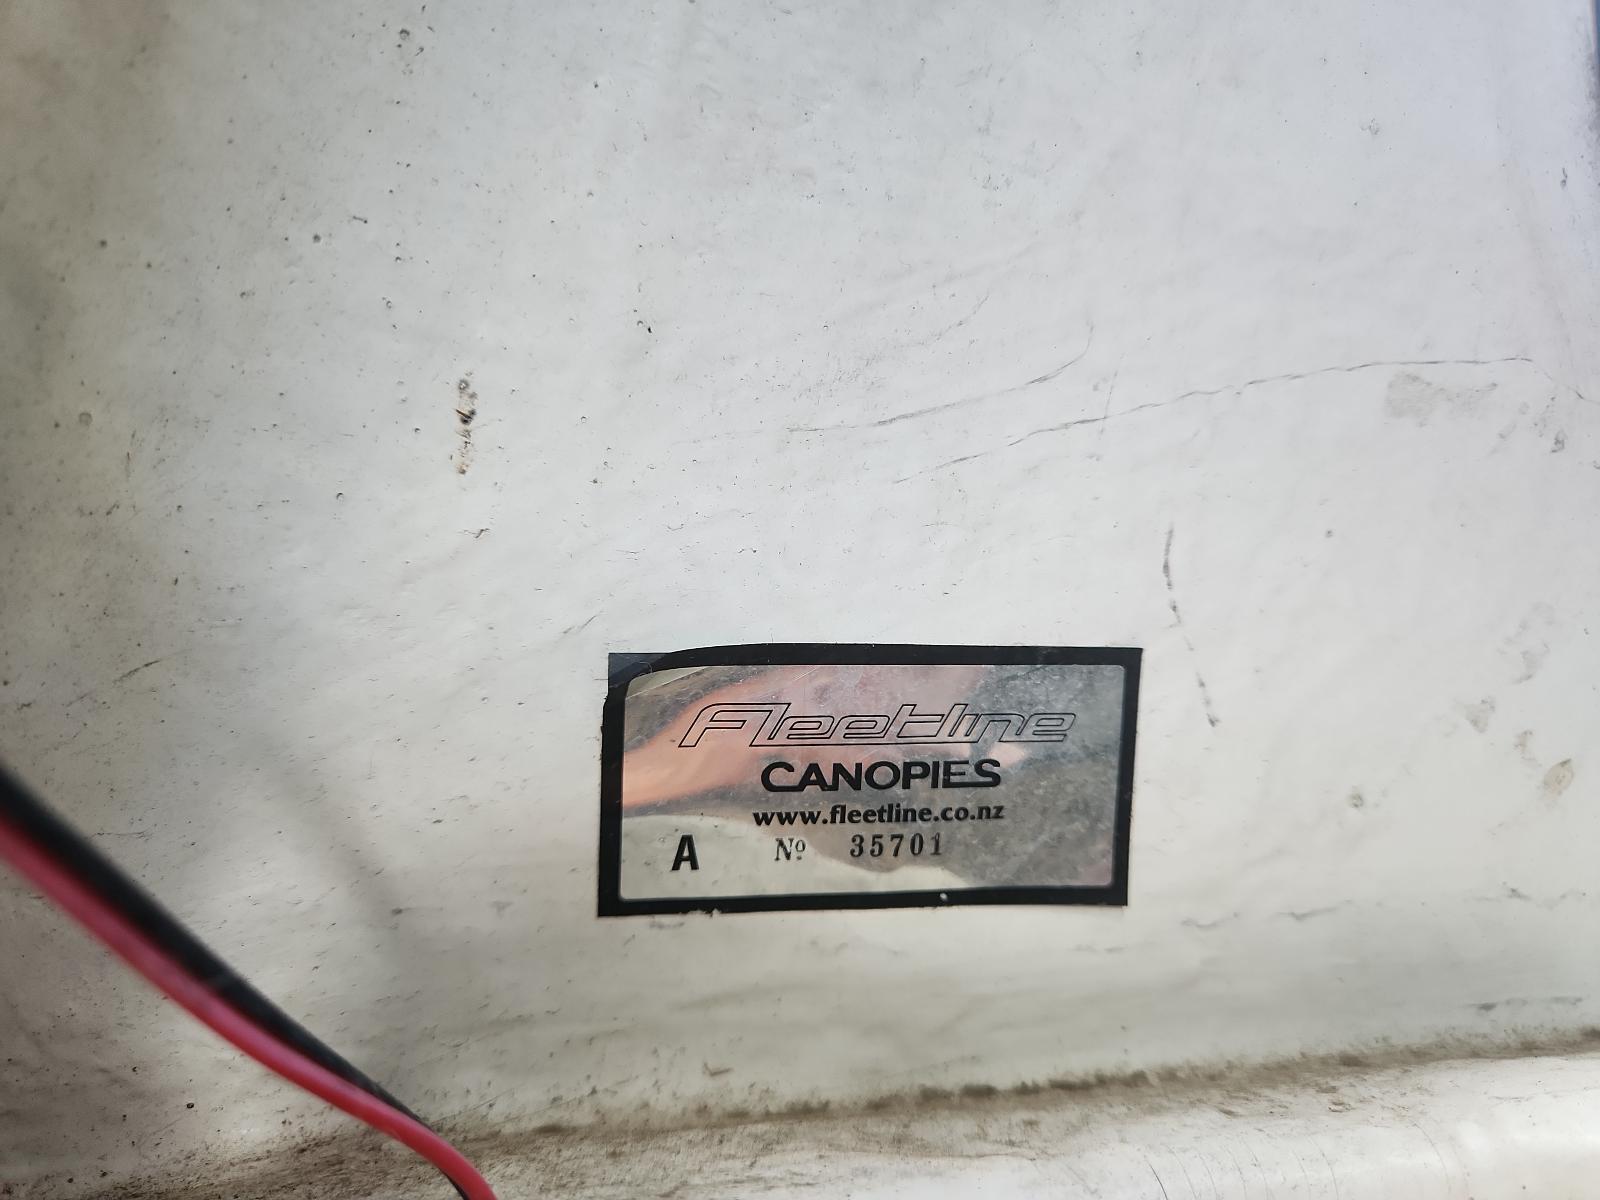 Fleetline
CANOPIES
www.fleetline.co.nz
A Nº 35701